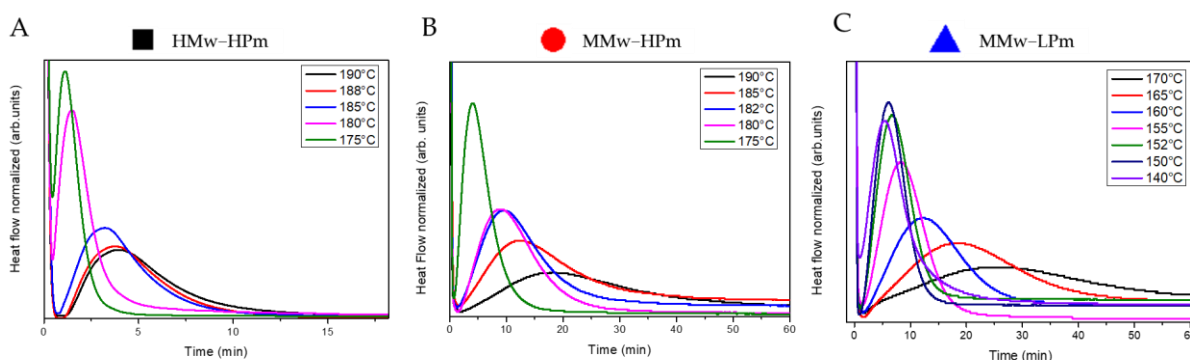 A
HMw–HPm
Heat flow normalized (arb.units)
190°C
188°C
185°C
180°C
175°C
0 5 10 15
Time (min)
B
MMw–HPm
Heat flow normalized (arb. units)
190°C
185°C
182°C
180°C
175°C
0 10 20 30 40 50 60
Time (min)
C
MMw–LPm
Heat flow normalized (arb.units)
170°C
165°C
160°C
155°C
152°C
150°C
140°C
0 10 20 30 40 50 60
Time (min)